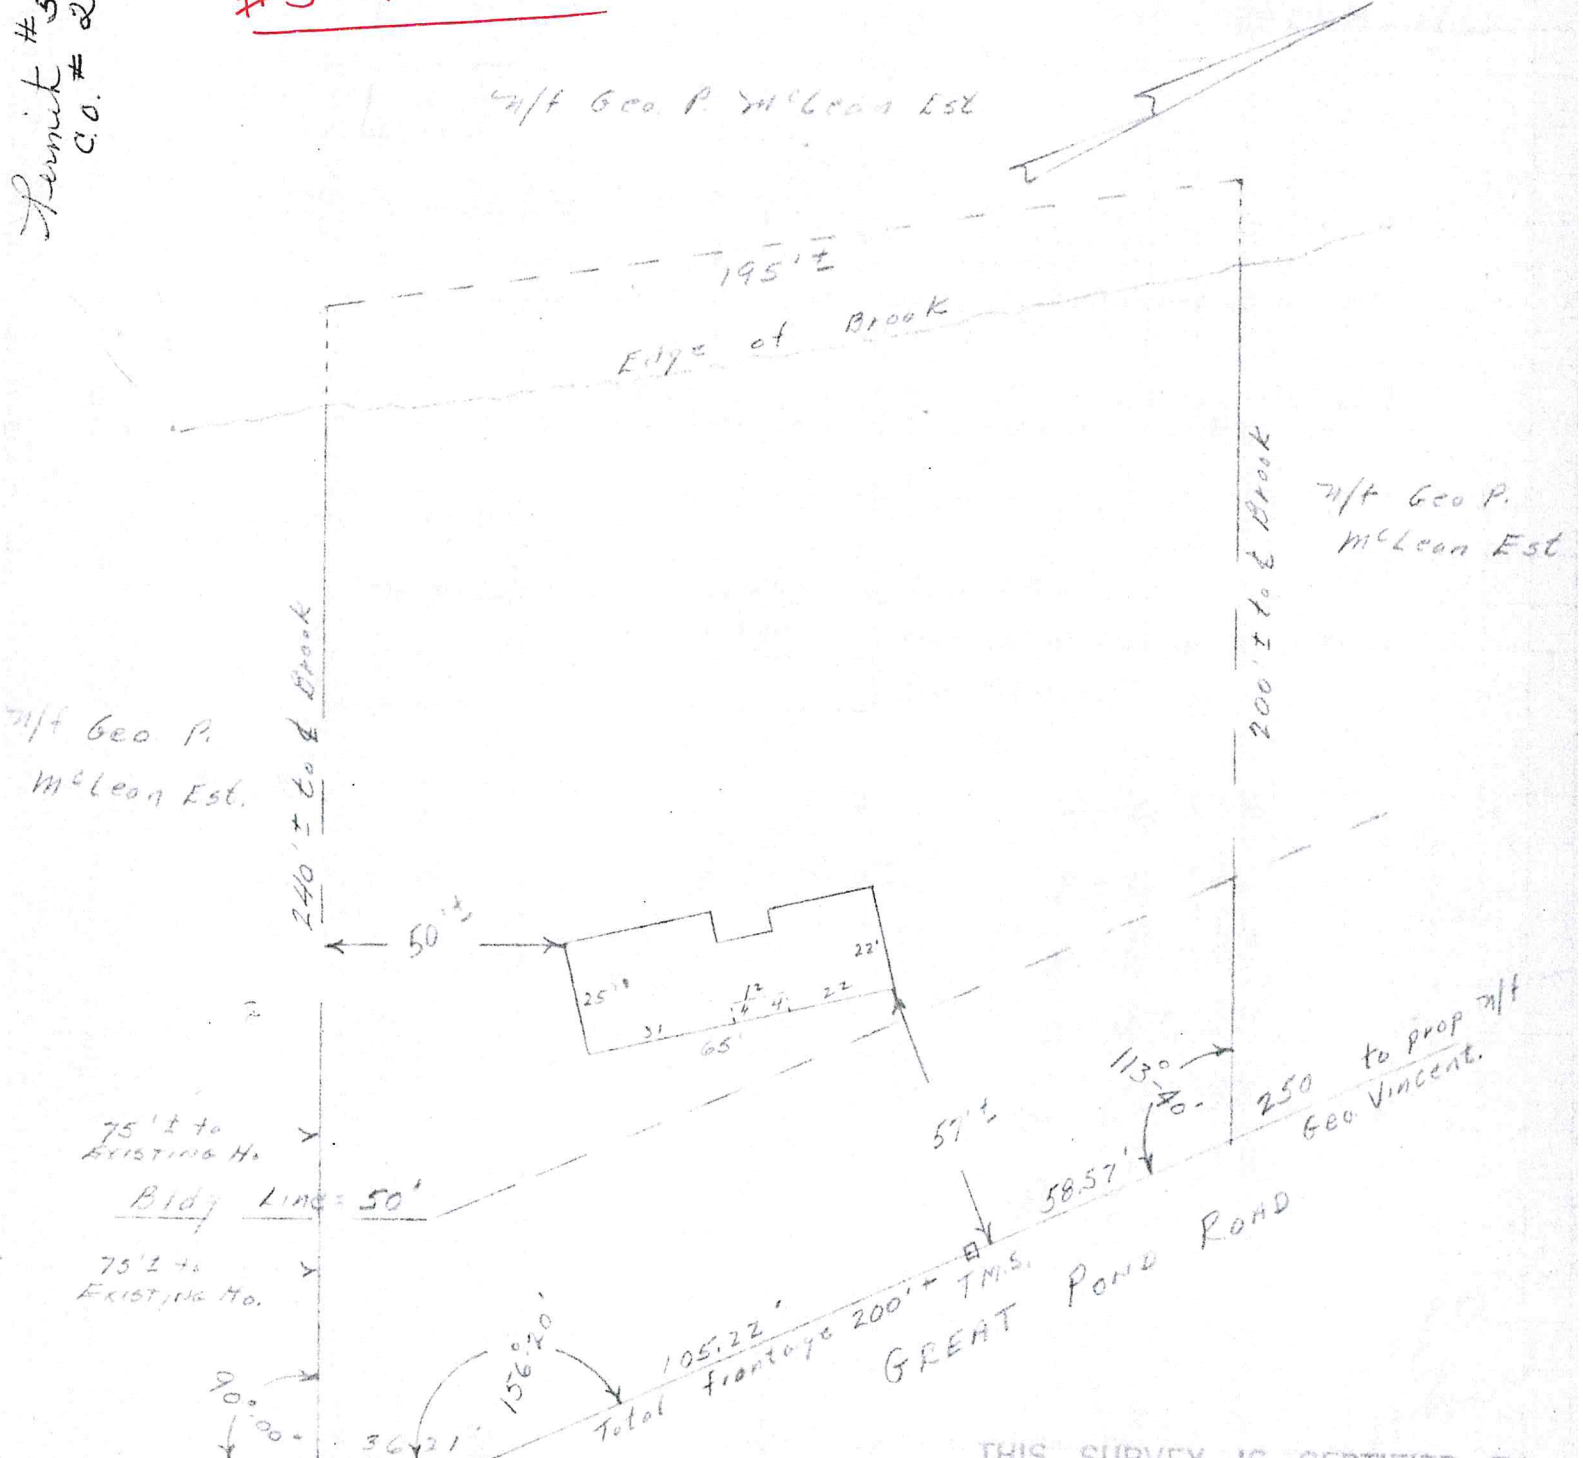 Permit #
C.O. # 2
n/f Geo. P. McLean Est
195'±
Edge of Brook
240'± to ℄ Brook
200'± to ℄ Brook
n/f Geo P.
McLean Est
n/f Geo P.
McLean Est.
50'±
25'
22'
31
12
4
4
22
65'
57'±
113°-40'
250 to prop n/f
Geo. Vincent.
58.57'
75'± to
EXISTING Ho.
Bldg Line = 50'
75'± to
EXISTING Ho.
156°20'
105.22'
Total frontage 200'+
T.M.S.
GREAT POND ROAD
90°-00'
36.21'
THIS SURVEY IS CERTIFIED